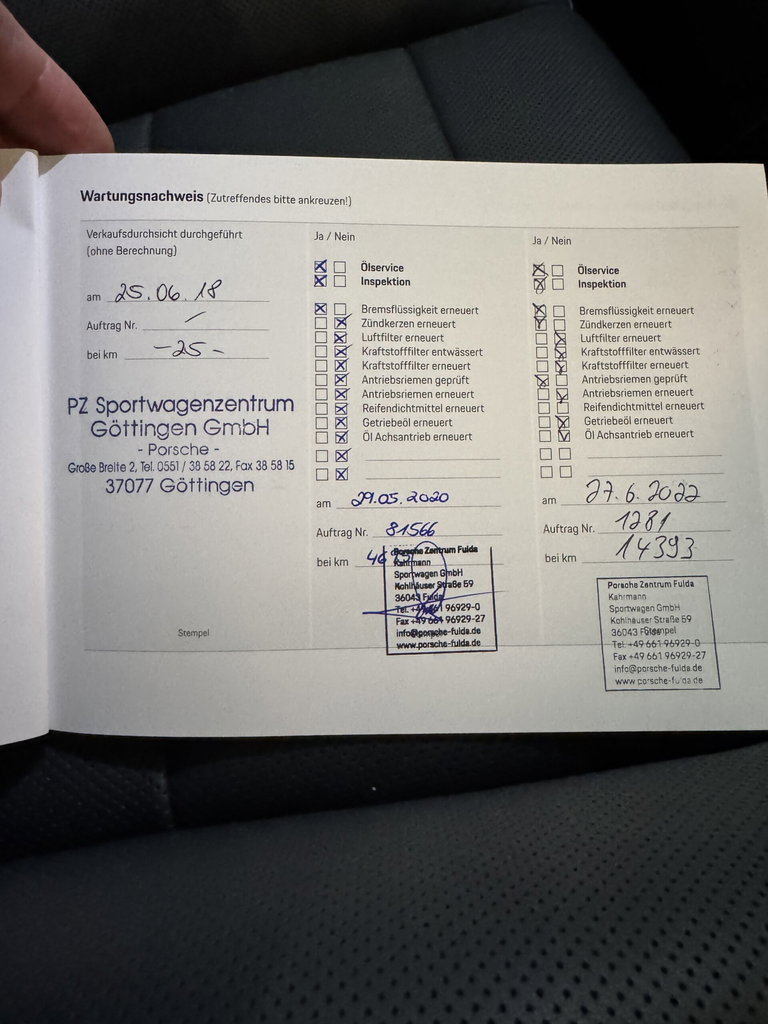 Wartungsnachweis (Zutreffendes bitte ankreuzen!)
Verkaufsdurchsicht durchgeführt
(ohne Berechnung)
am 25.06.18
Auftrag Nr. /
bei km -25-
PZ Sportwagenzentrum
Göttingen GmbH
- Porsche -
Große Breite 2, Tel. 0551 / 38 58 22, Fax 38 58 15
37077 Göttingen
Stempel
Ja / Nein
Ölservice
Inspektion
Bremsflüssigkeit erneuert
Zündkerzen erneuert
Luftfilter erneuert
Kraftstofffilter entwässert
Kraftstofffilter erneuert
Antriebsriemen geprüft
Antriebsriemen erneuert
Reifendichtmittel erneuert
Getriebeöl erneuert
Öl Achsantrieb erneuert
am 29.05.2020
Auftrag Nr. 81566
bei km
Porsche Zentrum Fulda
Kahrmann
Sportwagen GmbH
Kohlhäuser Straße 59
36043 Fulda
Tel. +49 661 96929-0
Fax +49 661 96929-27
info@porsche-fulda.de
www.porsche-fulda.de
Ja / Nein
Ölservice
Inspektion
Bremsflüssigkeit erneuert
Zündkerzen erneuert
Luftfilter erneuert
Kraftstofffilter entwässert
Kraftstofffilter erneuert
Antriebsriemen geprüft
Antriebsriemen erneuert
Reifendichtmittel erneuert
Getriebeöl erneuert
Öl Achsantrieb erneuert
am 27.6.2022
Auftrag Nr. 1281
bei km 14393
Porsche Zentrum Fulda
Kahrmann
Sportwagen GmbH
Kohlhäuser Straße 59
36043 Fulda
Stempel
Tel. +49 661 96929-0
Fax +49 661 96929-27
info@porsche-fulda.de
www.porsche-fulda.de